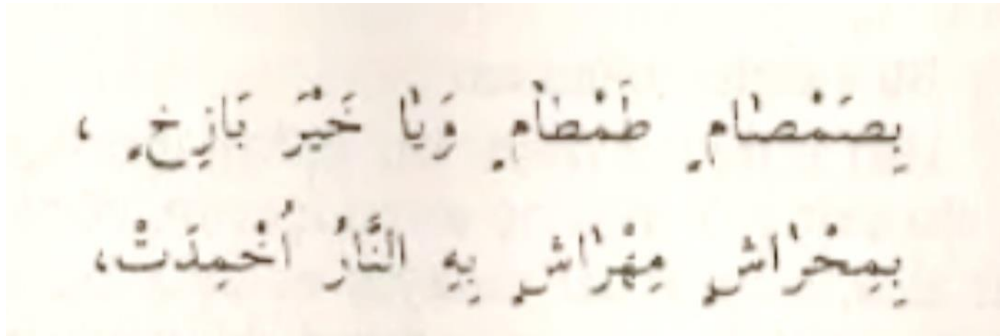 بِصَمْصَامٍ طَمْطَامٍ وَيَا خَيْرَ بَازِخٍ ،
بِمِحْرَاشٍ مِهْرَاشٍ بِهِ النَّارُ أُخْمِدَتْ،